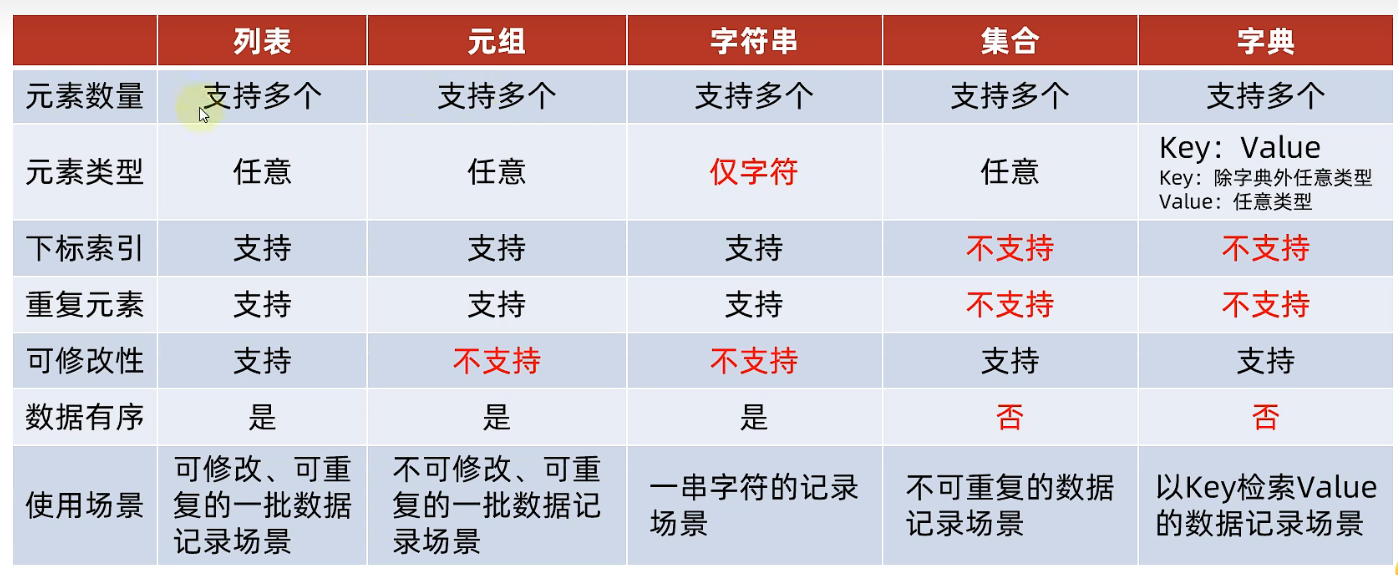 列表 元组 字符串 集合 字典
元素数量 支持多个 支持多个 支持多个 支持多个 支持多个
元素类型 任意 任意 仅字符 任意 Key：Value
Key：除字典外任意类型
Value：任意类型
下标索引 支持 支持 支持 不支持 不支持
重复元素 支持 支持 支持 不支持 不支持
可修改性 支持 不支持 不支持 支持 支持
数据有序 是 是 是 否 否
使用场景
可修改、可重
复的一批数据
记录场景
不可修改、可重
复的一批数据记
录场景
一串字符的记录
场景
不可重复的数据
记录场景
以Key检索Value
的数据记录场景